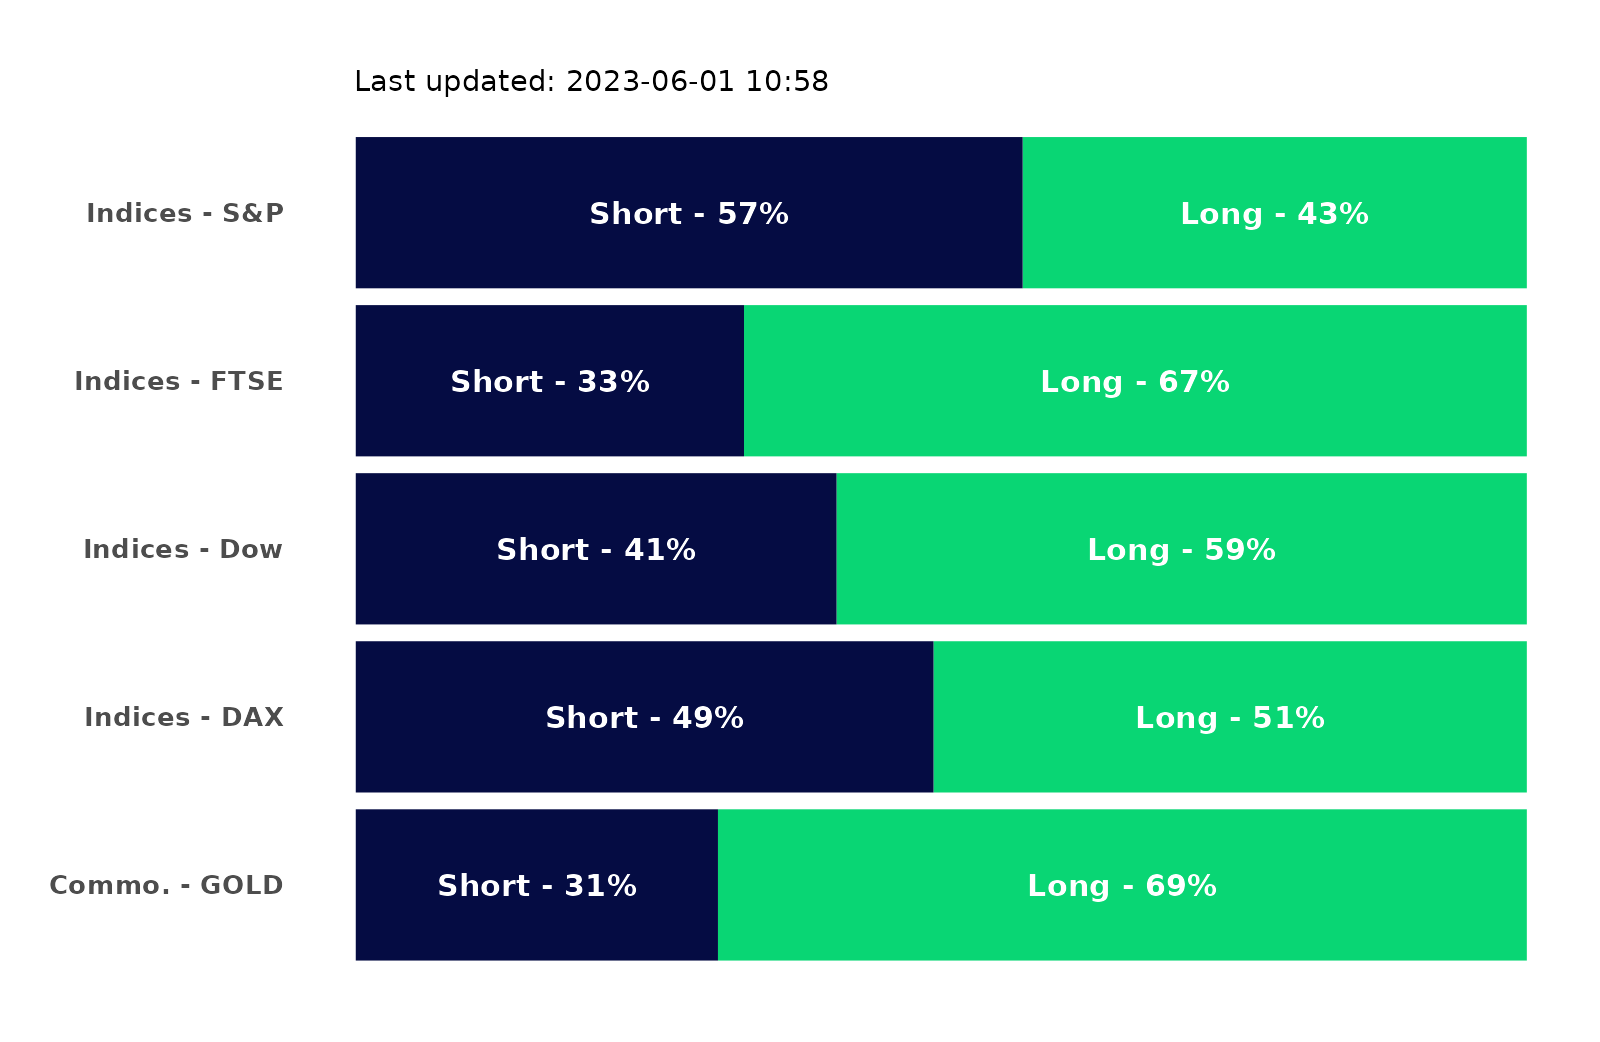 Last updated: 2023-06-01 10:58
Indices - S&P Short - 57% Long - 43%
Indices - FTSE Short - 33% Long - 67%
Indices - Dow Short - 41% Long - 59%
Indices - DAX Short - 49% Long - 51%
Commo. - GOLD Short - 31% Long - 69%